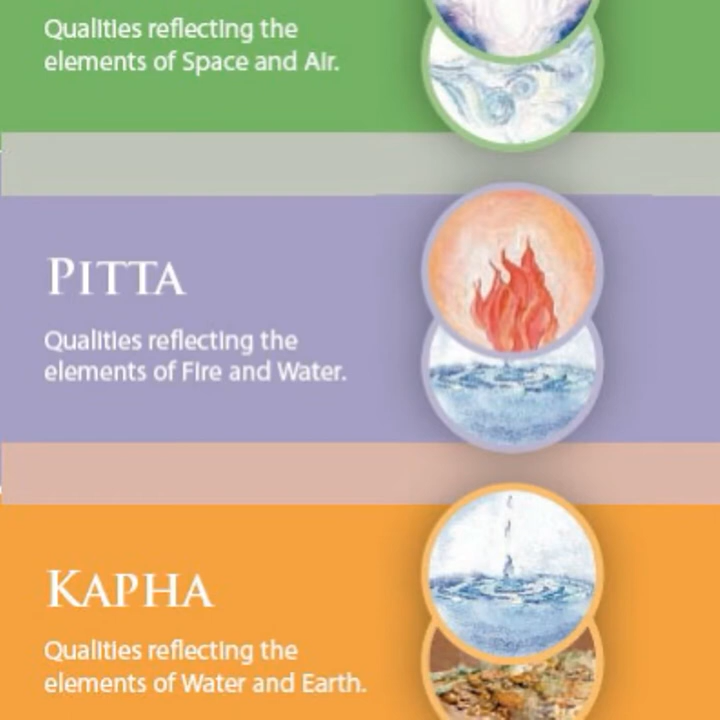 Qualities reflecting the
elements of Space and Air.
PITTA
Qualities reflecting the
elements of Fire and Water.
KAPHA
Qualities reflecting the
elements of Water and Earth.